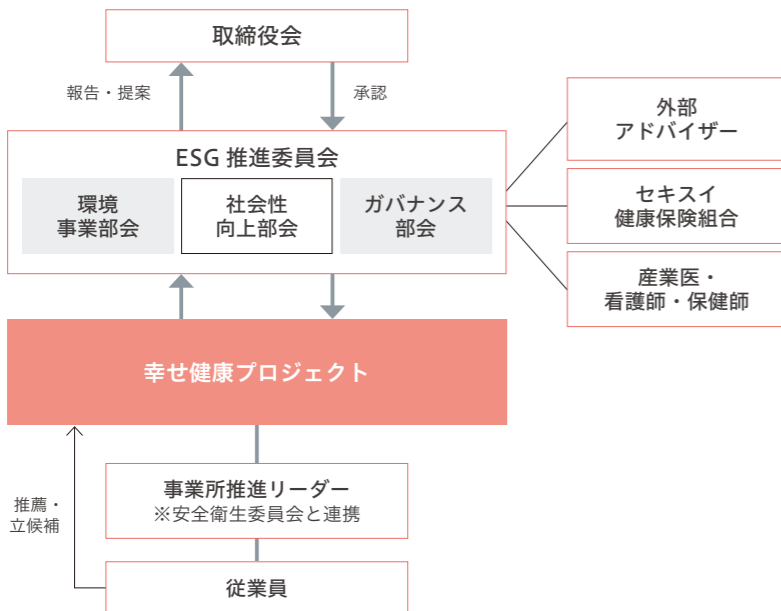 取締役会
報告・提案
承認
ESG 推進委員会
環境
事業部会
社会性
向上部会
ガバナンス
部会
外部
アドバイザー
セキスイ
健康保険組合
産業医・
看護師・保健師
幸せ健康プロジェクト
推薦・
立候補
事業所推進リーダー
※安全衛生委員会と連携
従業員